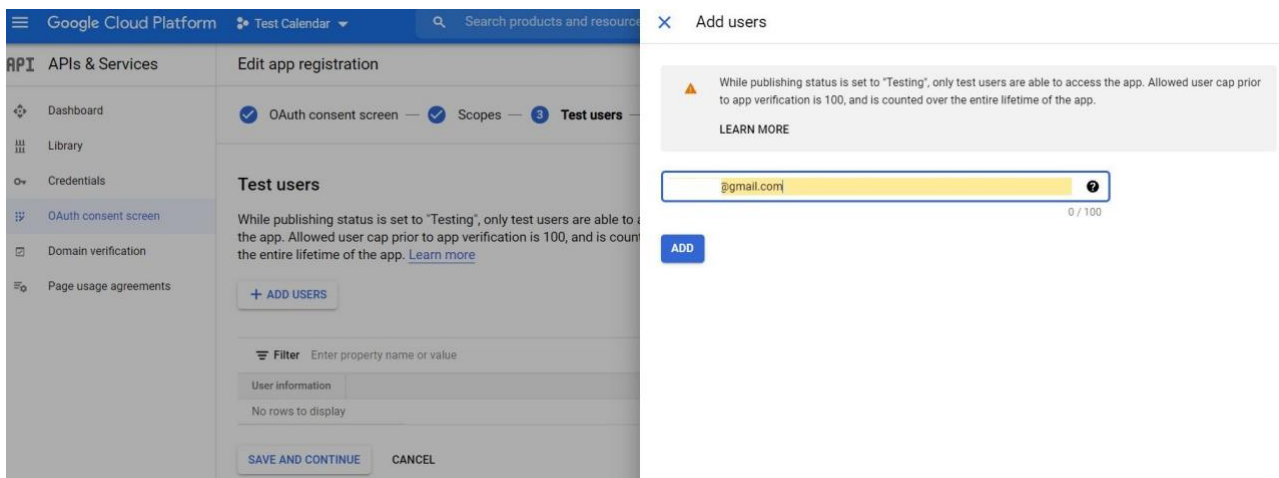 Google Cloud Platform
Test Calendar
Search products and resource
API APIs & Services
Dashboard
Library
Credentials
OAuth consent screen
Domain verification
Page usage agreements
Edit app registration
OAuth consent screen — Scopes — 3 Test users —
Test users
While publishing status is set to "Testing", only test users are able to a
the app. Allowed user cap prior to app verification is 100, and is coun
the entire lifetime of the app. Learn more
+ ADD USERS
Filter Enter property name or value
User information
No rows to display
SAVE AND CONTINUE CANCEL
Add users
While publishing status is set to "Testing", only test users are able to access the app. Allowed user cap prior
to app verification is 100, and is counted over the entire lifetime of the app.
LEARN MORE
@gmail.com
0 / 100
ADD